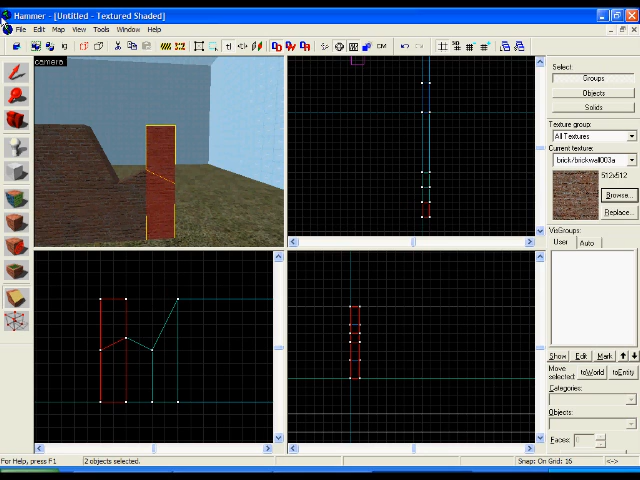 Hammer - [Untitled - Textured Shaded]
File Edit Map View Tools Window Help
camera
Select:
Groups
Objects
Solids
Texture group:
All Textures
Current texture:
brick/brickwall003a
512x512
Browse...
Replace...
VisGroups:
User Auto
Show Edit Mark
Move selected: toWorld toEntity
Categories:
Objects:
Faces: 0
For Help, press F1
2 objects selected.
Snap: On Grid: 16
<->